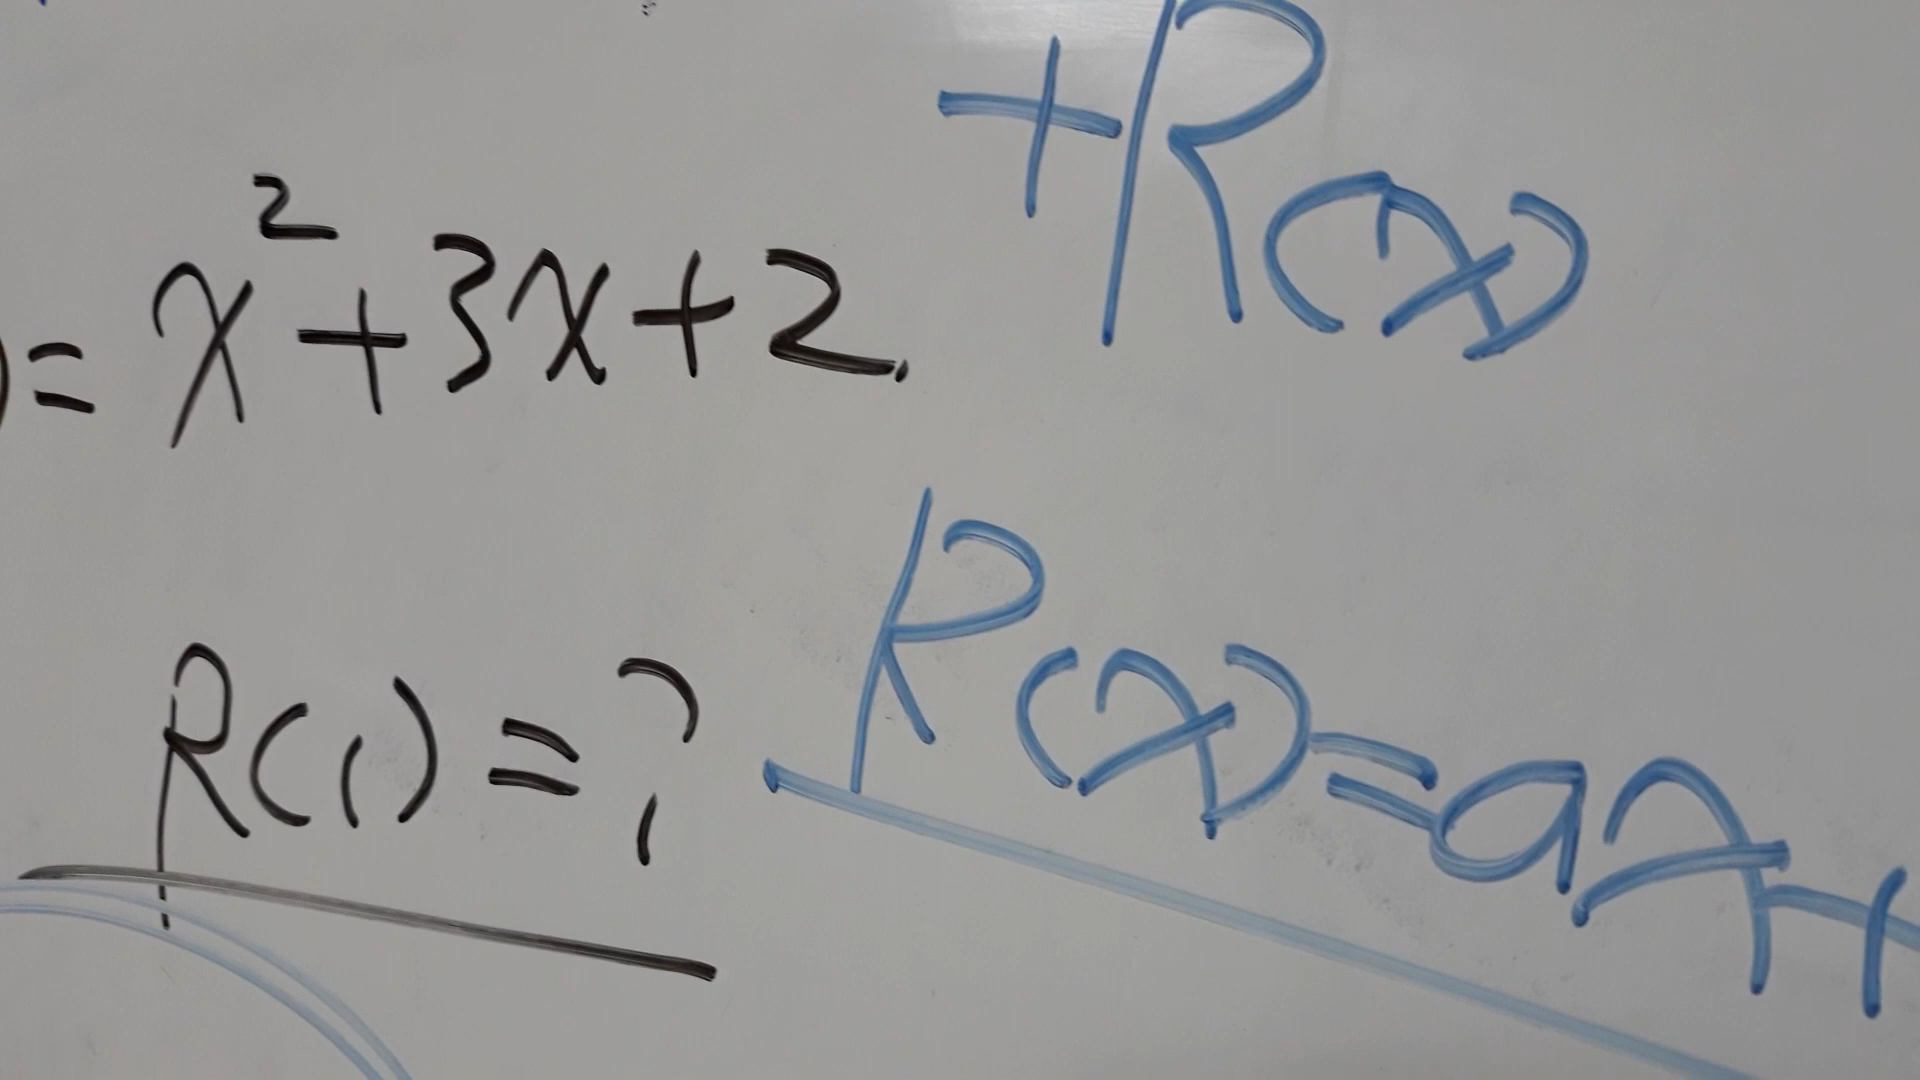 +R(x)
)= x²+3x+2.
R(1)=?
R(x)=ax+